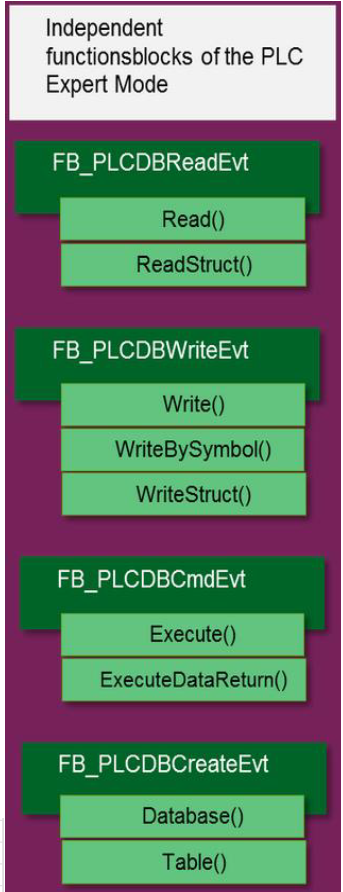 Independent
functionsblocks of the PLC
Expert Mode
FB_PLCDBReadEvt
Read()
ReadStruct()
FB_PLCDBWriteEvt
Write()
WriteBySymbol()
WriteStruct()
FB_PLCDBCmdEvt
Execute()
ExecuteDataReturn()
FB_PLCDBCreateEvt
Database()
Table()